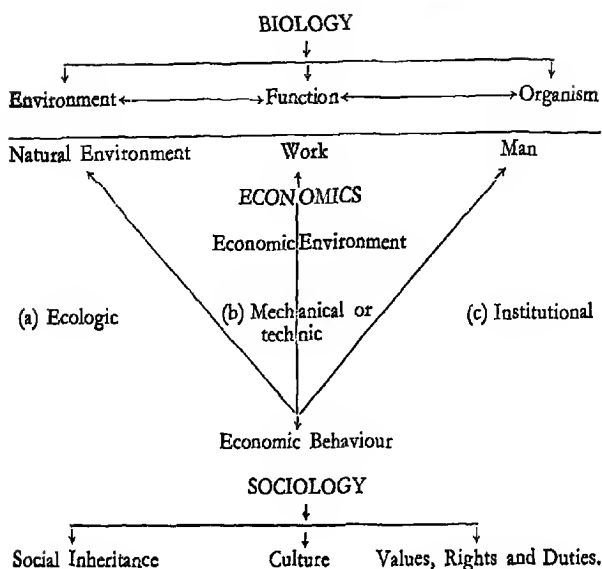 BIOLOGY
Environment Function Organism
Natural Environment Work Man
ECONOMICS
Economic Environment
(a) Ecologic (b) Mechanical or technic (c) Institutional
Economic Behaviour
SOCIOLOGY
Social Inheritance Culture Values, Rights and Duties.